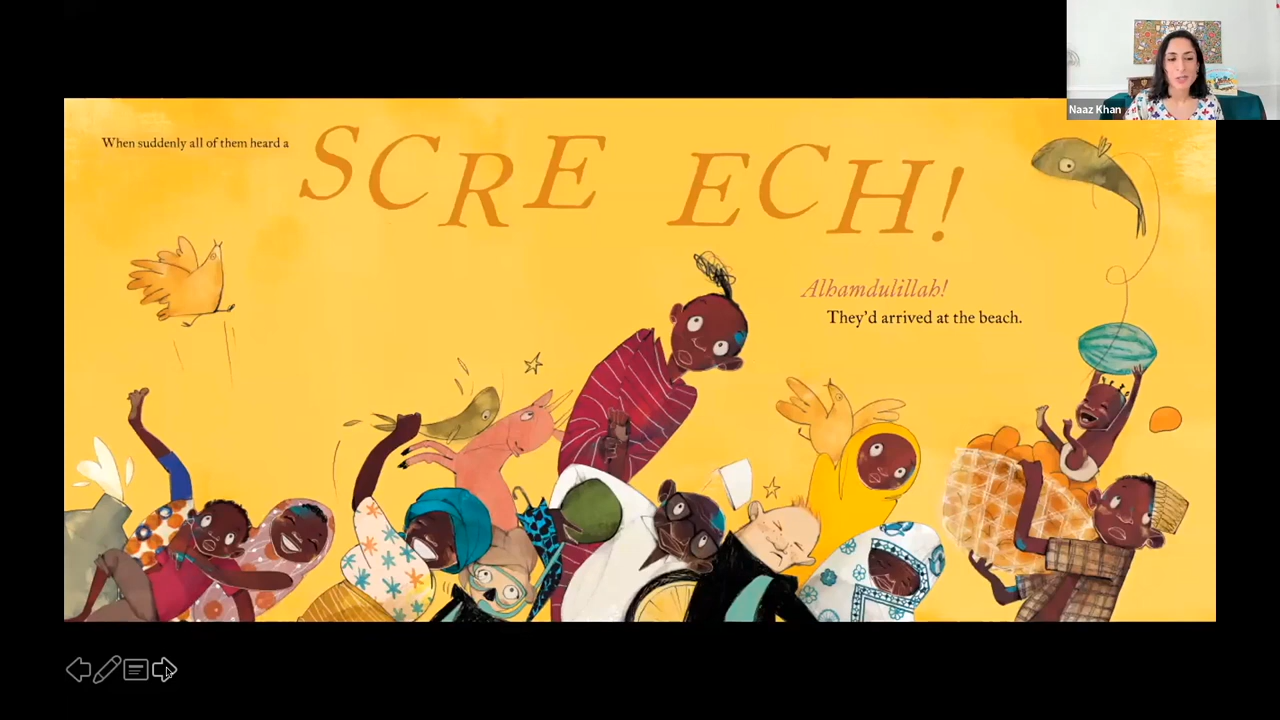 When suddenly all of them heard a
SCRE ECH!
Alhamdulillah!
They'd arrived at the beach.
Naaz Khan